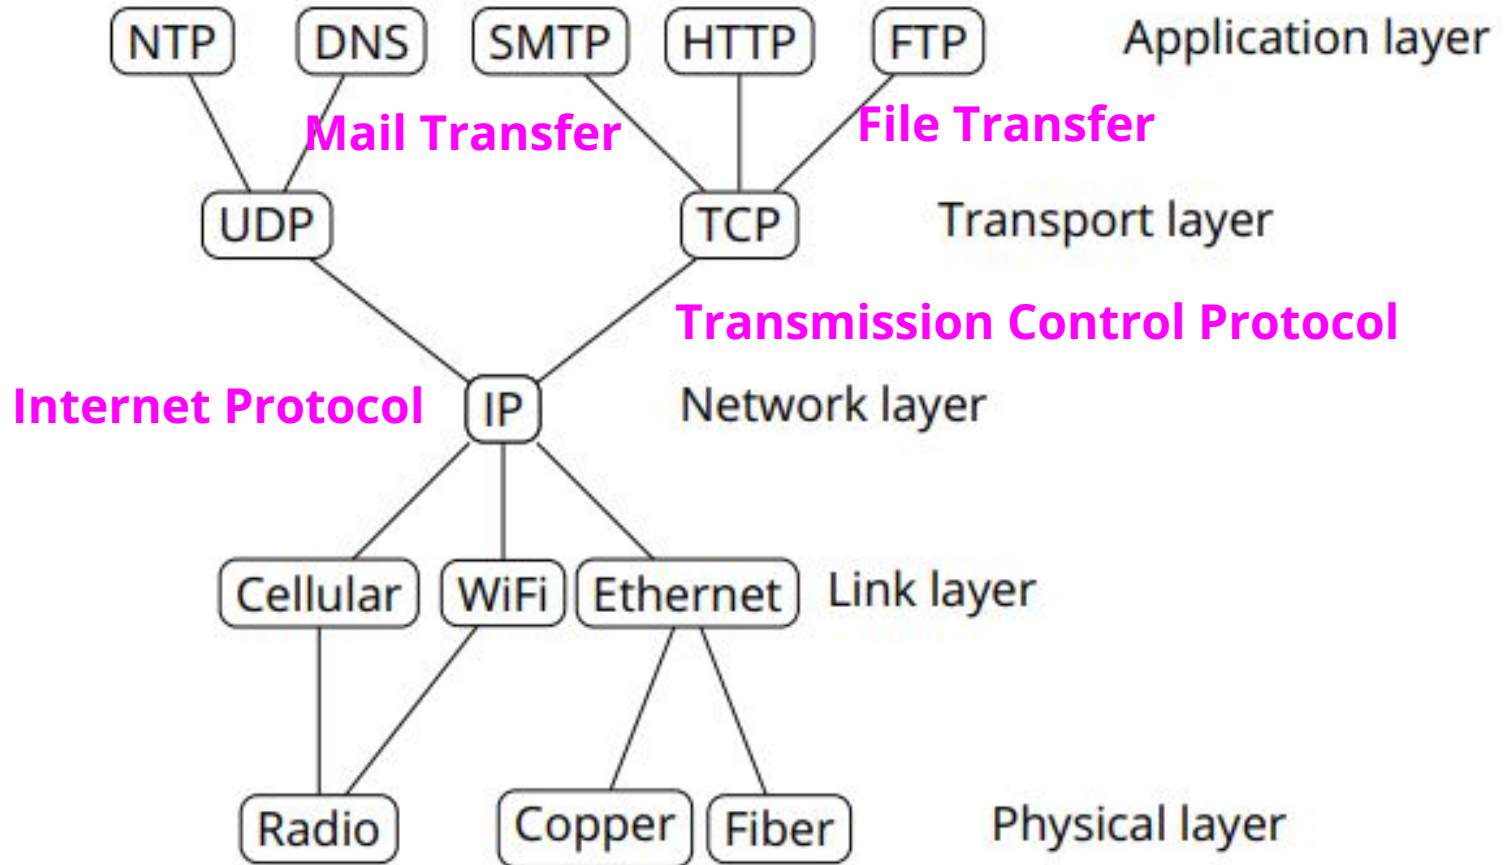 NTP DNS SMTP HTTP FTP Application layer
Mail Transfer File Transfer
UDP TCP Transport layer
Transmission Control Protocol
Internet Protocol IP Network layer
Cellular WiFi Ethernet Link layer
Radio Copper Fiber Physical layer